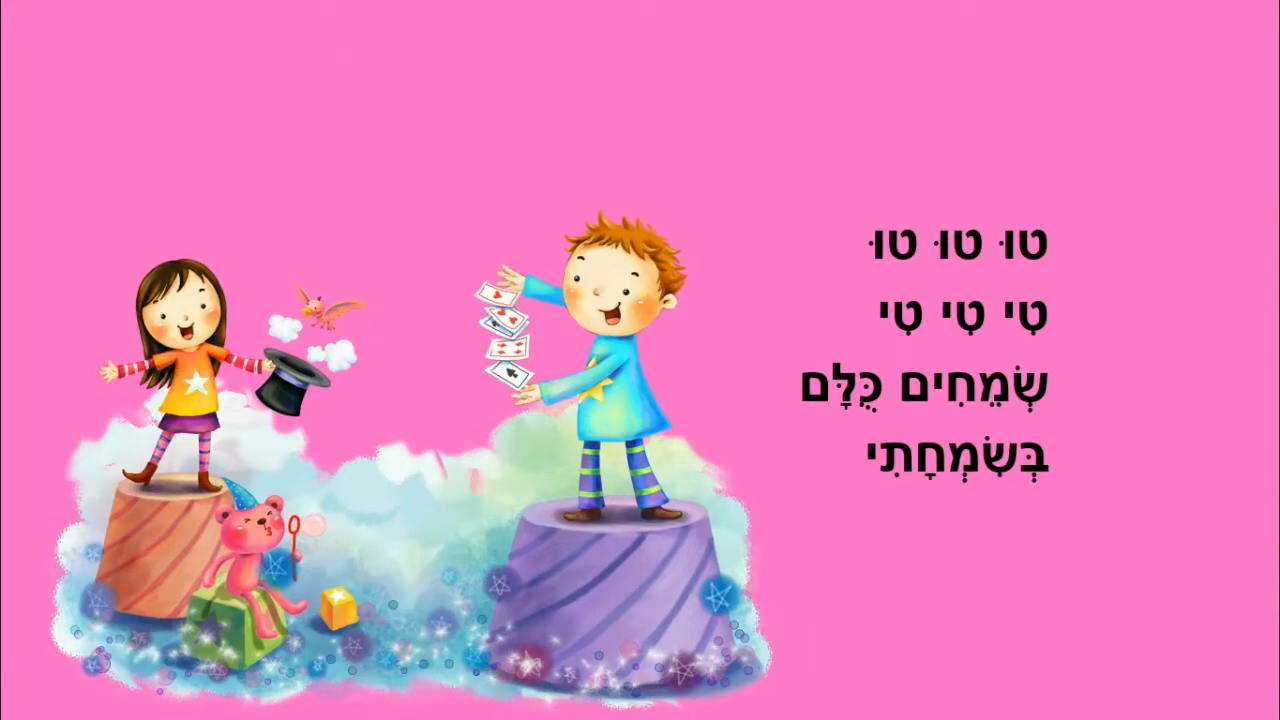 טוּ טוּ טוּ
טִי טִי טִי
שְׂמֵחִים כֻּלָּם
בְּשִׂמְחָתִי